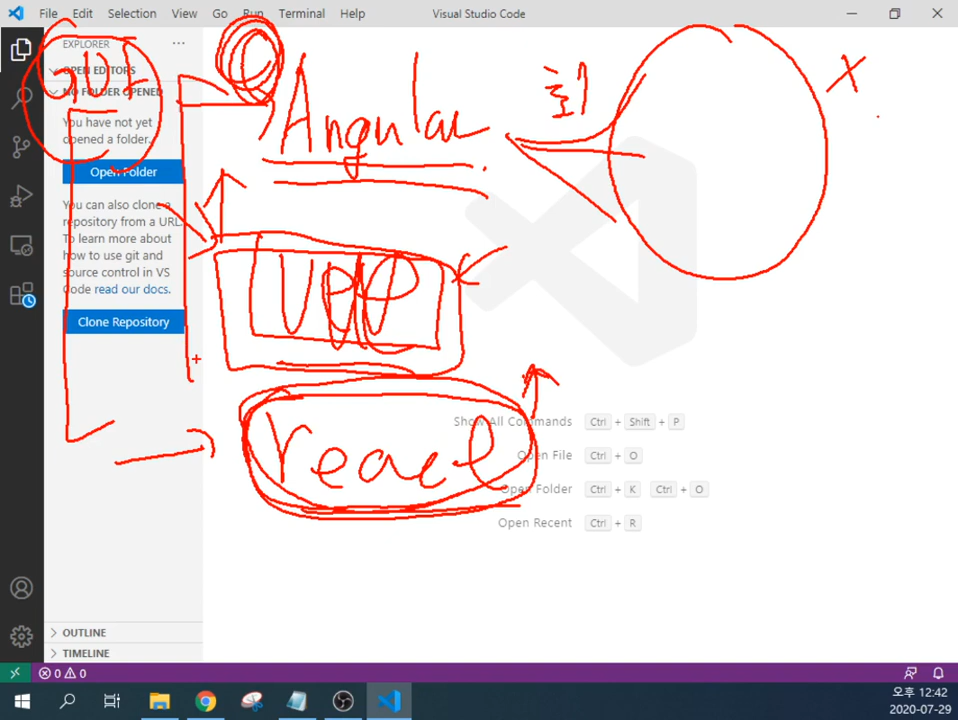 File Edit Selection View Go Run Terminal Help Visual Studio Code
EXPLORER
OPEN EDITORS
NO FOLDER OPENED
GUI
You have not yet
opened a folder.
Open Folder
You can also clone a
repository from a URL.
To learn more about
how to use git and
source control in VS
Code read our docs.
Clone Repository
Angular
react
Show All Commands Ctrl + Shift + P
Open File Ctrl + O
Open Folder Ctrl + K Ctrl + O
Open Recent Ctrl + R
OUTLINE
TIMELINE
0 0
오후 12:42
2020-07-29